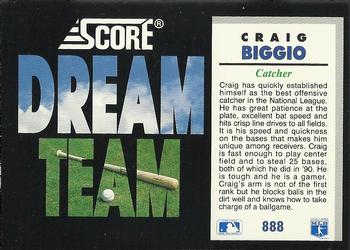 SCORE®
DREAM
TEAM
CRAIG
BIGGIO
Catcher
Craig has quickly established
himself as the best offensive
catcher in the National League.
He has great patience at the
plate, excellent bat speed and
hits crisp line drives to all fields.
It is his speed and quickness
on the bases that makes him
unique among receivers. Craig
is fast enough to play center
field and to steal 25 bases,
both of which he did in '90. He
is tough and he is a gamer.
Craig's arm is not of the first
rank but he blocks balls in the
dirt well and knows how to take
charge of a ballgame.
888